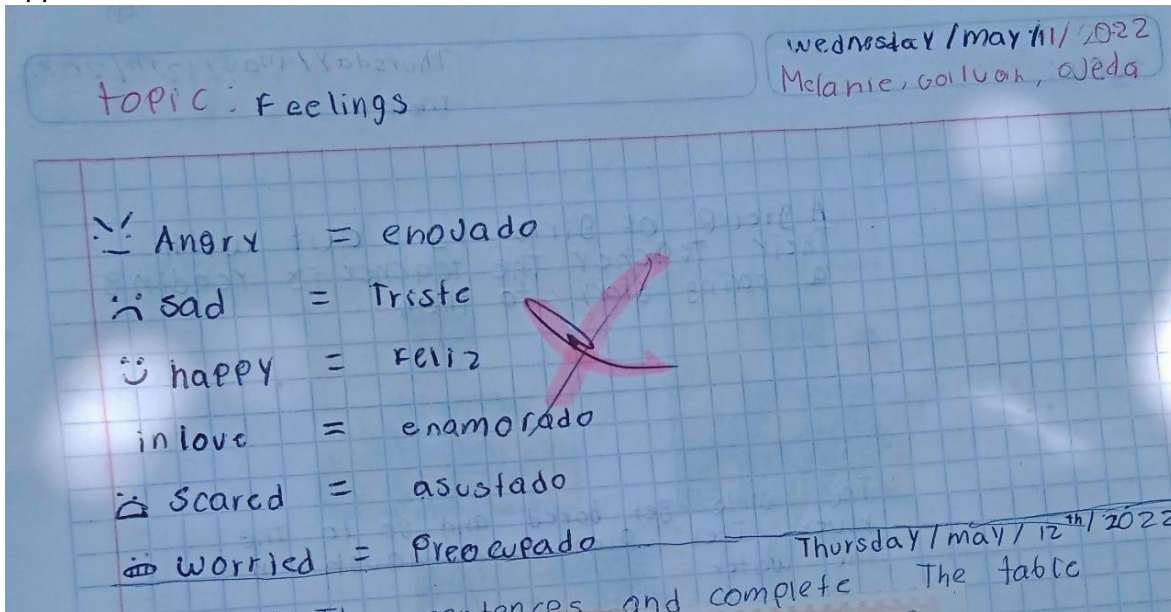 wednesday / may / 11 / 2022
Melanie, , ojeda
topic: Feelings
Angry = enojado
sad = Triste
happy = Feliz
in love = enamorado
scared = asustado
worried = Preocupado
Thursday / may / 12th / 2022
and complete The table